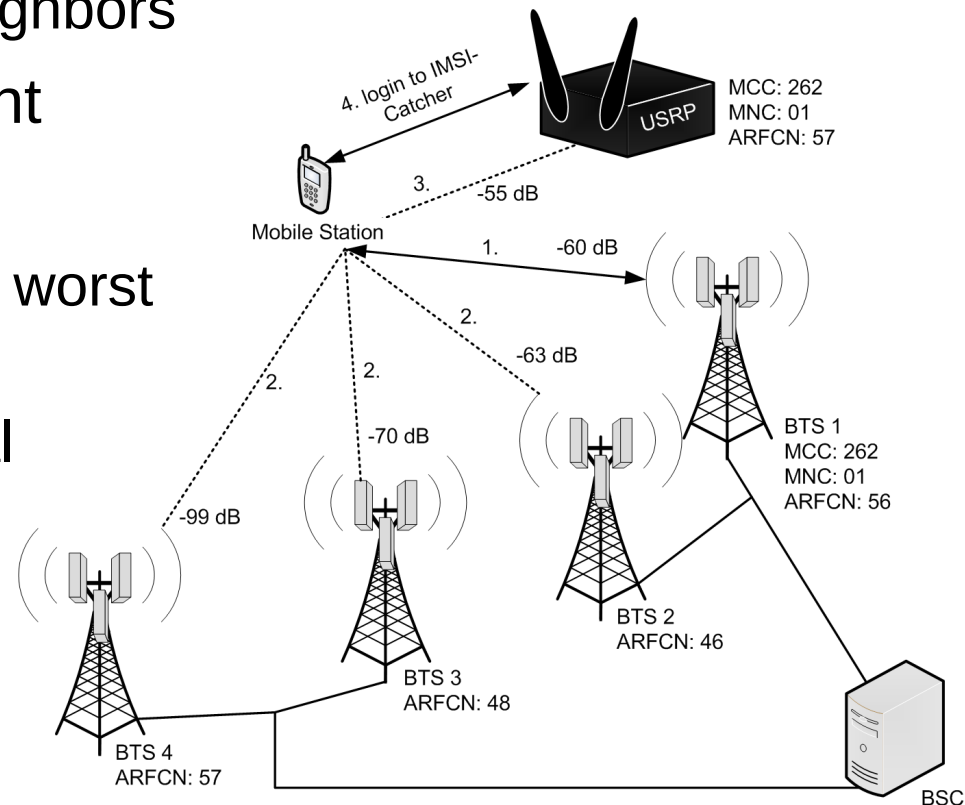 ghbors
nt
worst
l
4. login to IMSI-
Catcher
USRP
MCC: 262
MNC: 01
ARFCN: 57
3.
-55 dB
Mobile Station
1.
-60 dB
2.
-63 dB
2.
2.
-70 dB
-99 dB
BTS 1
MCC: 262
MNC: 01
ARFCN: 56
BTS 2
ARFCN: 46
BTS 3
ARFCN: 48
BTS 4
ARFCN: 57
BSC